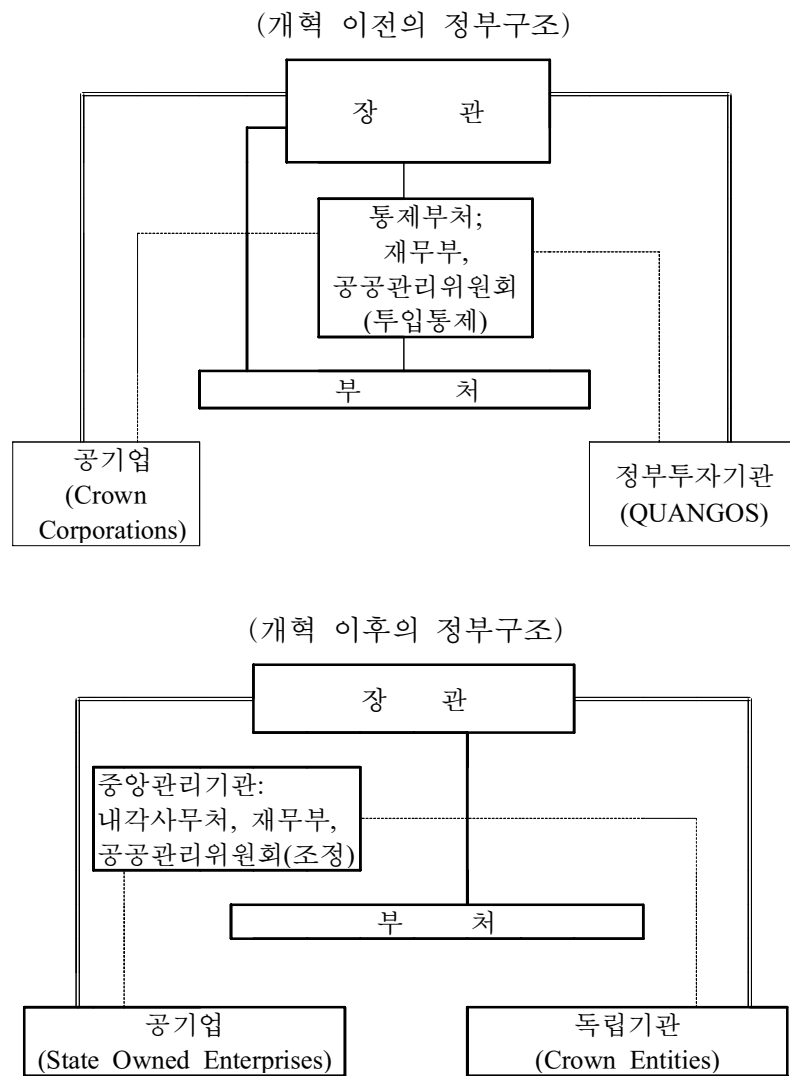 (개혁 이전의 정부구조)
장 관
통제부처;
재무부,
공공관리위원회
(투입통제)
부 처
공기업
(Crown
Corporations)
정부투자기관
(QUANGOS)
(개혁 이후의 정부구조)
장 관
중앙관리기관:
내각사무처, 재무부,
공공관리위원회(조정)
부 처
공기업
(State Owned Enterprises)
독립기관
(Crown Entities)